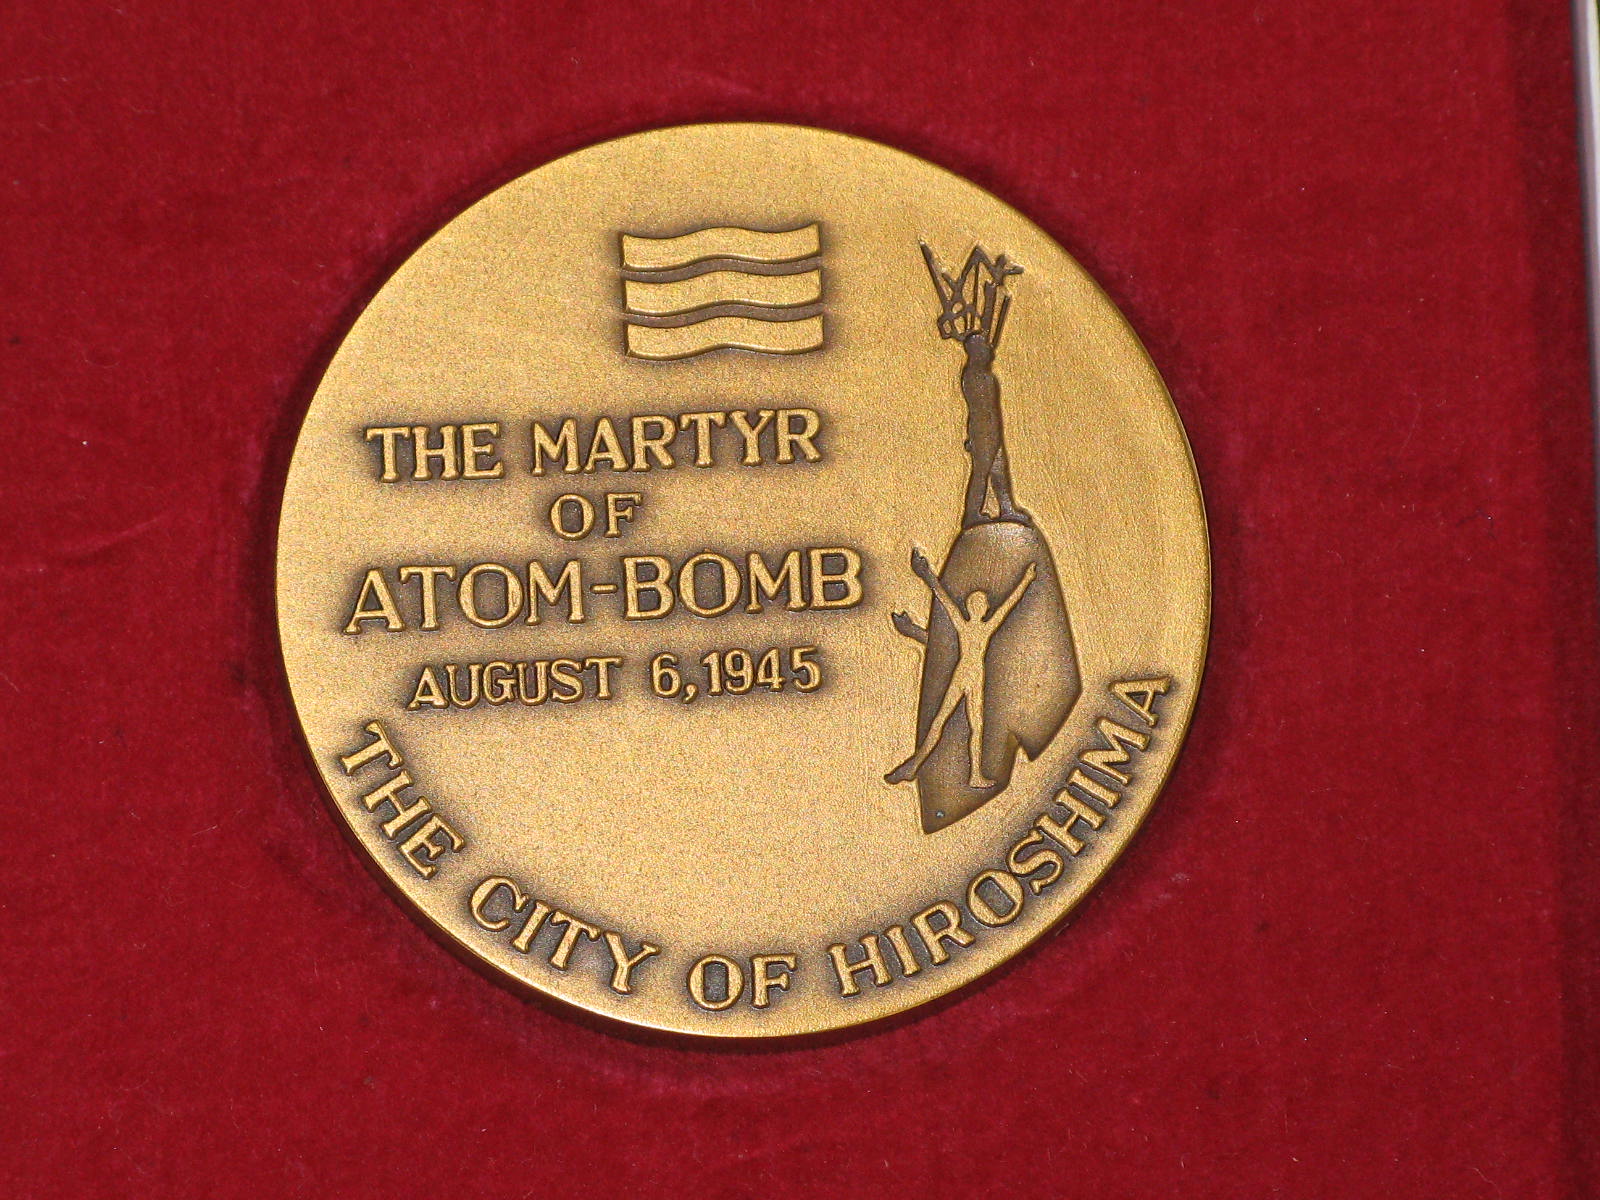 THE MARTYR
OF
ATOM-BOMB
AUGUST 6,1945
THE CITY OF HIROSHIMA